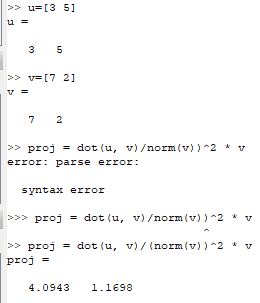 >> u=[3 5]
u =
3 5
>> v=[7 2]
v =
7 2
>> proj = dot(u, v)/norm(v))^2 * v
error: parse error:
syntax error
>>> proj = dot(u, v)/norm(v))^2 * v
^
>> proj = dot(u, v)/(norm(v))^2 * v
proj =
4.0943 1.1698